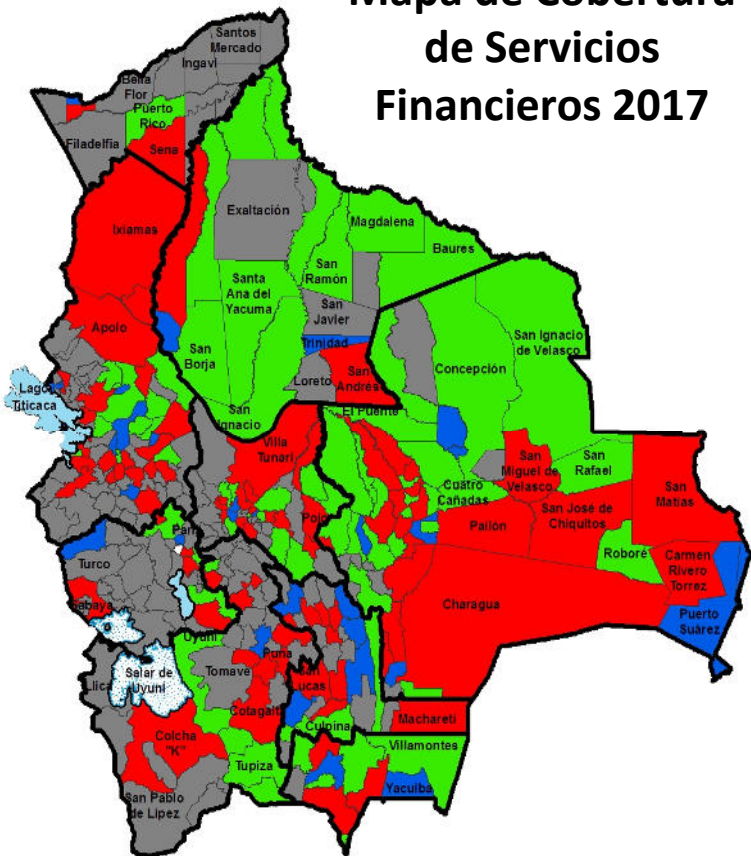 Mapa de Cobertura
de Servicios
Financieros 2017
Santos
Mercado
Ingavi
Bella
Flor
Puerto
Rico
Filadelfia
Sena
Ixiamas
Exaltación
Magdalena
Baures
San
Ramón
Santa
Ana del
Yacuma
San
Javier
Apolo
Trinidad
San
Borja
Loreto
San
Andrés
San Ignacio
de Velasco
Concepción
Lago
Titicaca
San
Ignacio
El Puente
Villa
Tunari
San
Miguel de
Velasco
San
Rafael
San
Matías
Cuatro
Cañadas
Pojo
Pailón
San José de
Chiquitos
Roboré
Carmen
Rivero
Torrez
Turco
Charagua
Puerto
Suárez
Sabaya
Uyuni
Puna
Tomave
San
Lucas
Llica
Salar de
Uyuni
Cotagaita
Culpina
Machareti
Colcha
"K"
Villamontes
Tupiza
Yacuiba
San Pablo
de Lipez